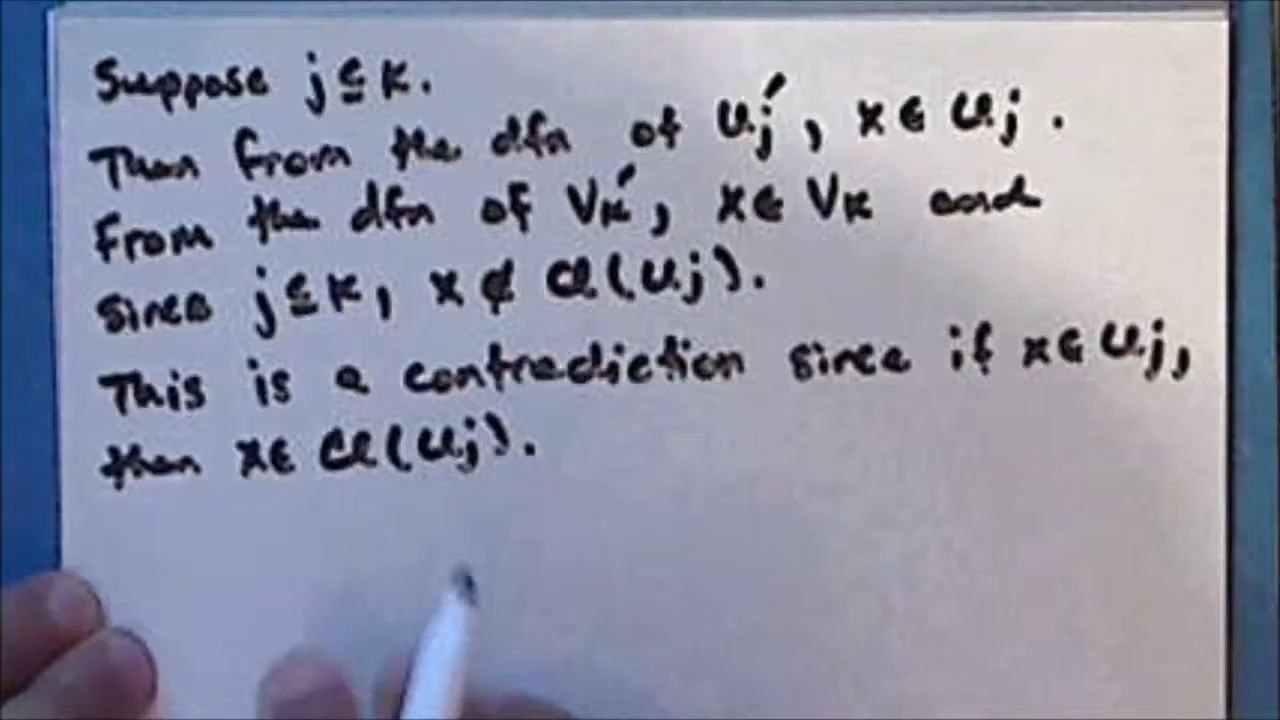 Suppose j ≤ k.
Then from the dfn of Uj', x ∈ Uj.
From the dfn of Vk', x ∈ Vk and
since j ≤ k, x ∉ Cl(Uj).
This is a contradiction since if x ∈ Uj,
then x ∈ Cl(Uj).